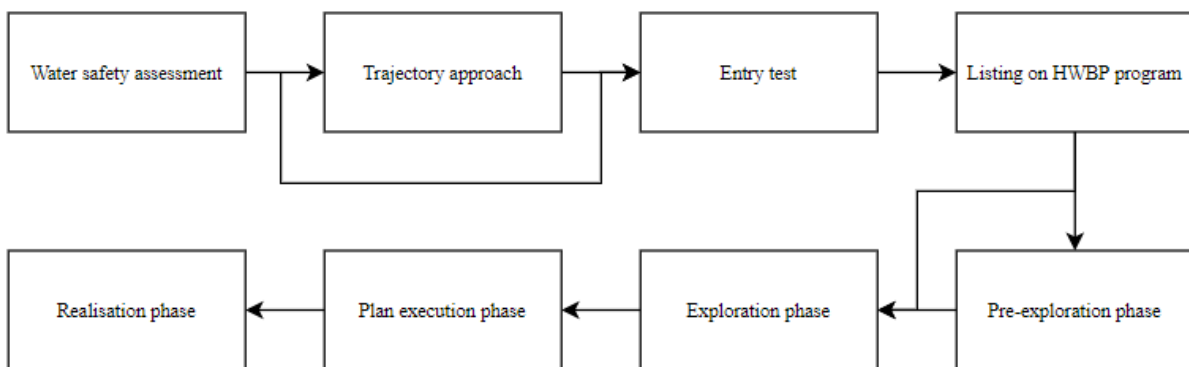 Water safety assessment
Trajectory approach
Entry test
Listing on HWBP program
Realisation phase
Plan execution phase
Exploration phase
Pre-exploration phase